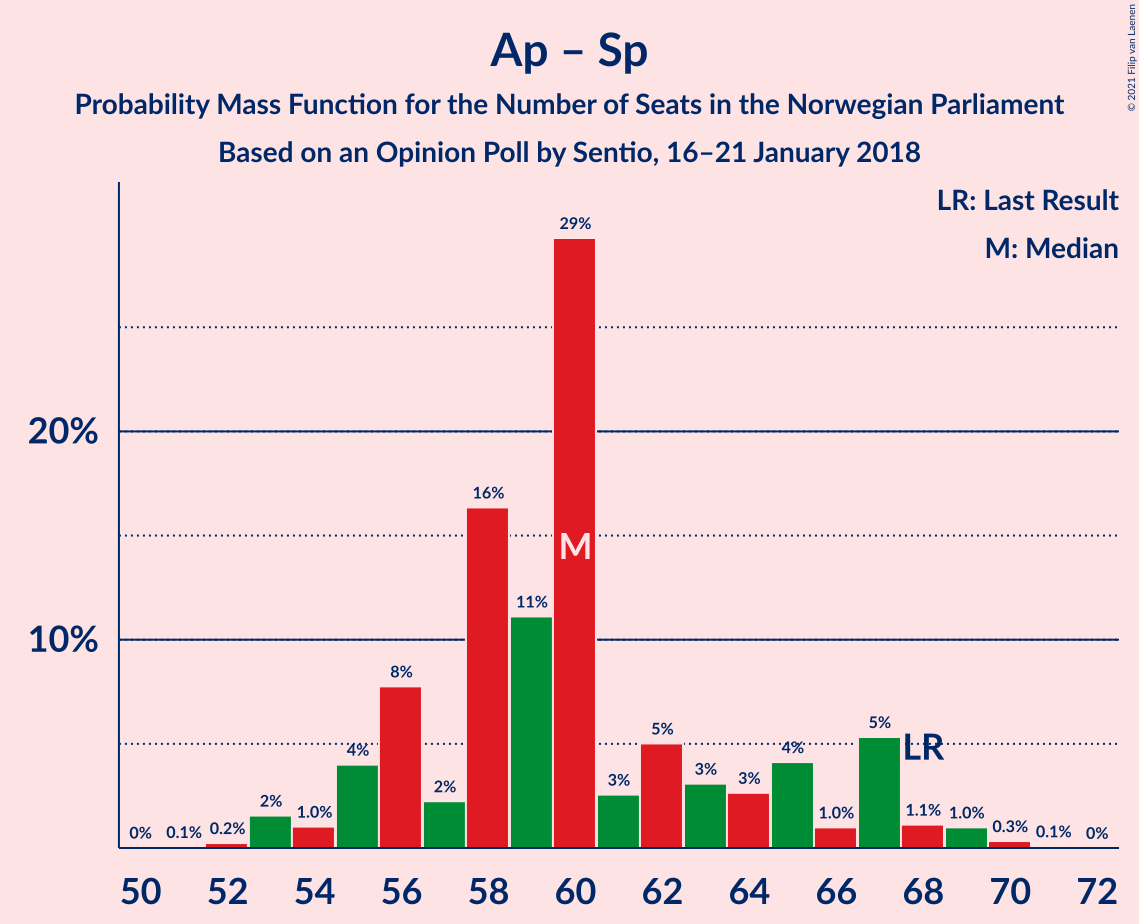 Ap – Sp
Probability Mass Function for the Number of Seats in the Norwegian Parliament
Based on an Opinion Poll by Sentio, 16–21 January 2018
© 2021 Filip van Laenen
LR: Last Result
M: Median
29%
20%
16%
M
11%
10%
8%
5%
5%
LR
4%
4%
3%
3%
3%
2%
2%
1.0%
1.0%
1.1%
1.0%
0%
0.1%
0.2%
0.3%
0.1%
0%
50 52 54 56 58 60 62 64 66 68 70 72